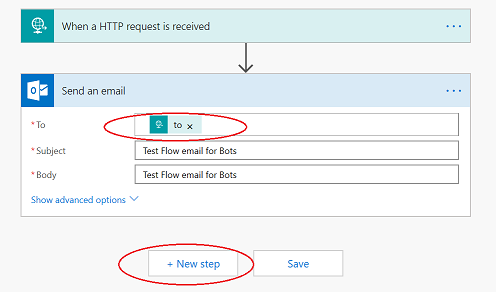 When a HTTP request is received
Send an email
* To
to ×
* Subject
Test Flow email for Bots
* Body
Test Flow email for Bots
Show advanced options
+ New step
Save